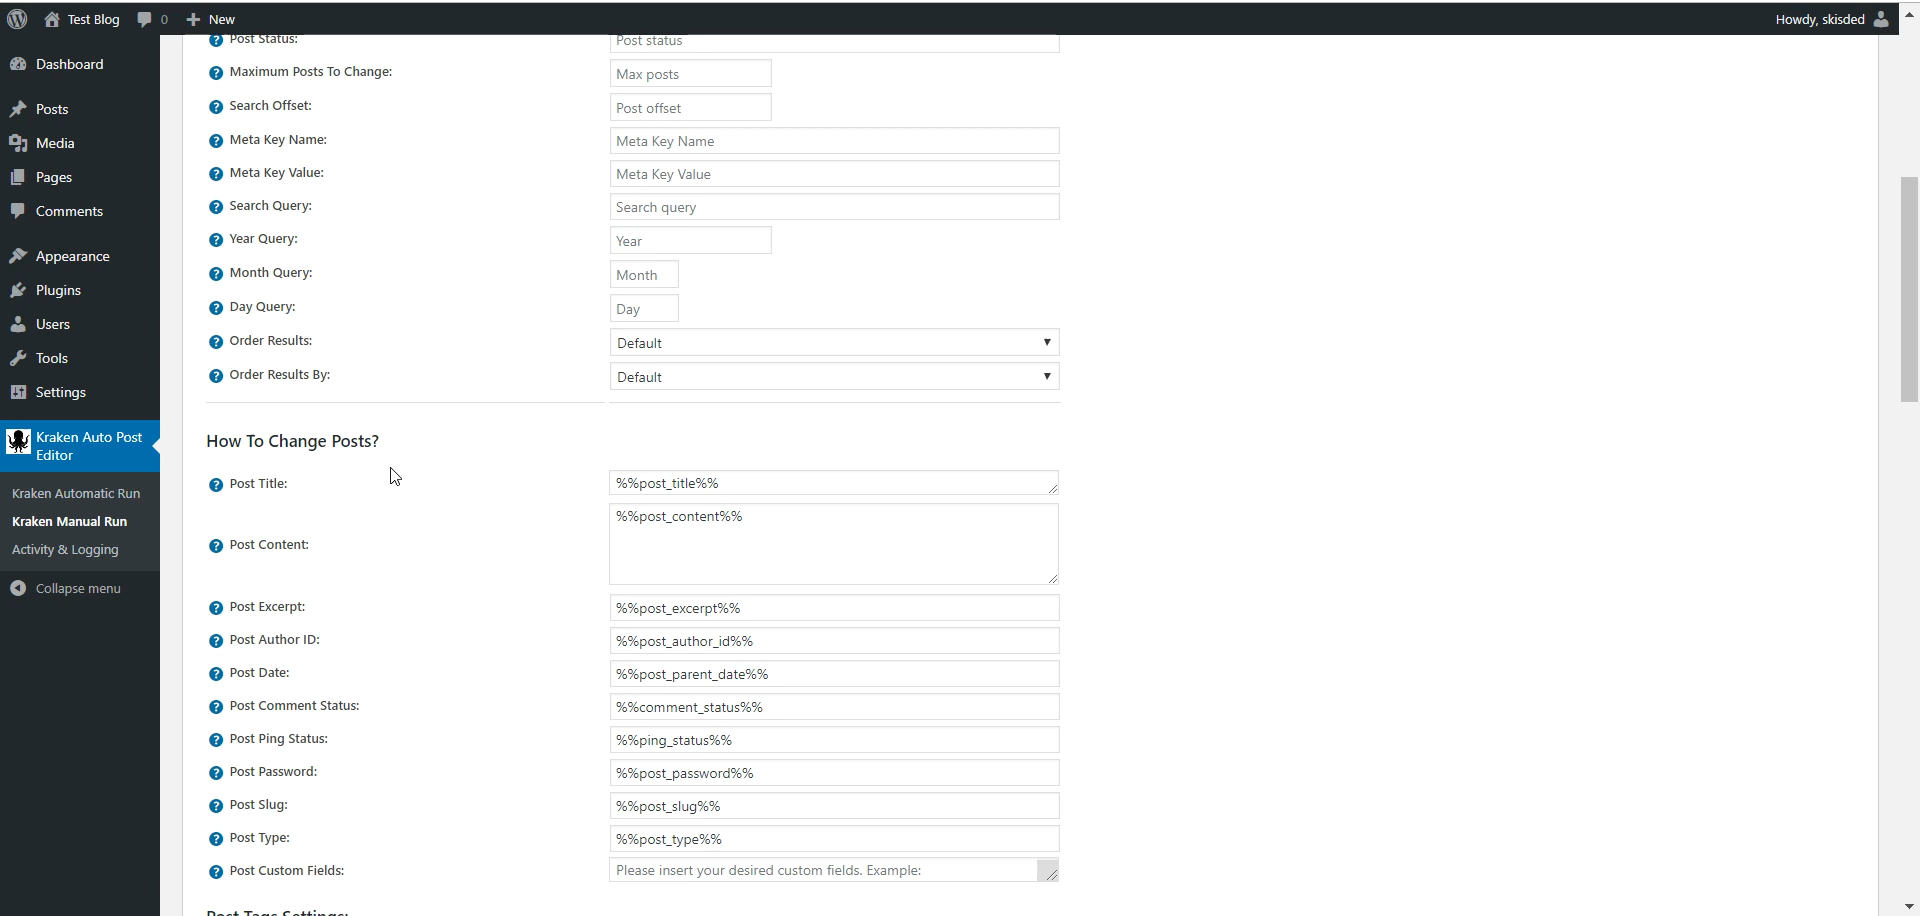 Test Blog 0 New Howdy, skisded
Dashboard
Posts
Media
Pages
Comments
Appearance
Plugins
Users
Tools
Settings
Kraken Auto Post
Editor
Kraken Automatic Run
Kraken Manual Run
Activity & Logging
Collapse menu
Post Status: Post status
Maximum Posts To Change: Max posts
Search Offset: Post offset
Meta Key Name: Meta Key Name
Meta Key Value: Meta Key Value
Search Query: Search query
Year Query: Year
Month Query: Month
Day Query: Day
Order Results: Default
Order Results By: Default
How To Change Posts?
Post Title: %%post_title%%
Post Content: %%post_content%%
Post Excerpt: %%post_excerpt%%
Post Author ID: %%post_author_id%%
Post Date: %%post_parent_date%%
Post Comment Status: %%comment_status%%
Post Ping Status: %%ping_status%%
Post Password: %%post_password%%
Post Slug: %%post_slug%%
Post Type: %%post_type%%
Post Custom Fields: Please insert your desired custom fields. Example:
Post Tags Settings: